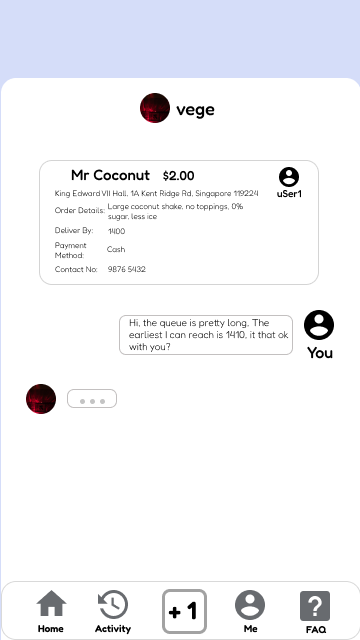 vege
Mr Coconut $2.00
uSer1
King Edward VII Hall, 1A Kent Ridge Rd, Singapore 119224
Order Details: Large coconut shake, no toppings, 0%
sugar, less ice
Deliver By: 1400
Payment
Method: Cash
Contact No: 9876 5432
Hi, the queue is pretty long, The
earliest I can reach is 1410, it that ok
with you?
You
Home Activity +1 Me FAQ